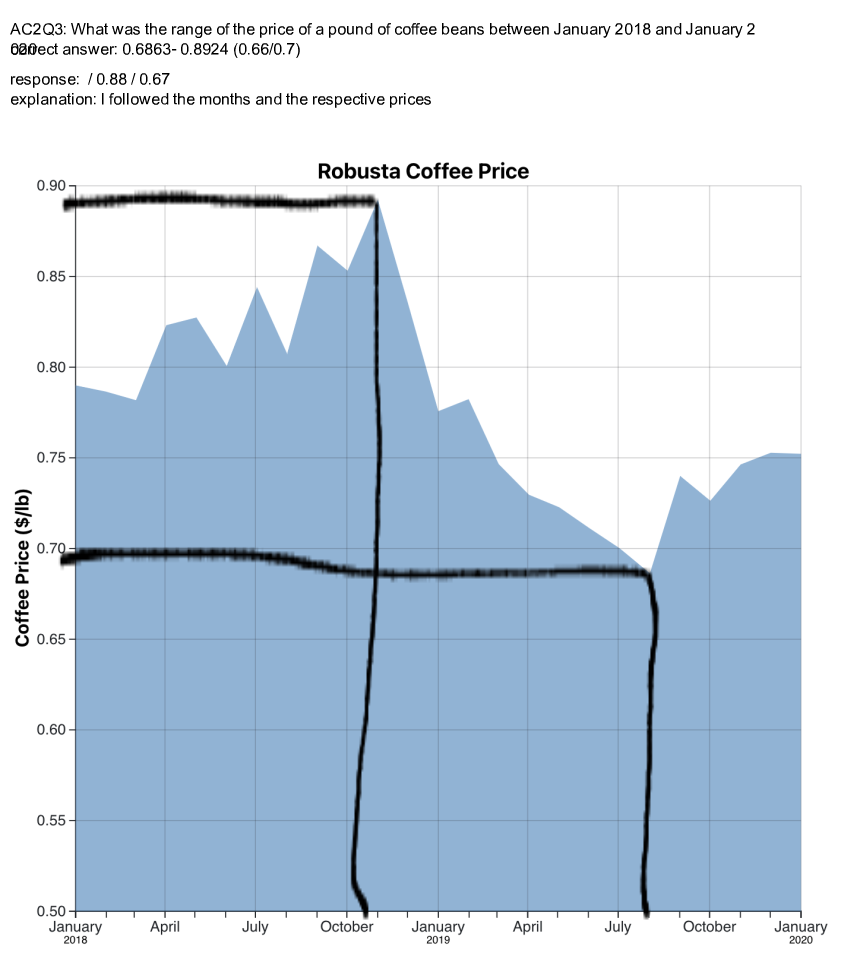 AC2Q3: What was the range of the price of a pound of coffee beans between January 2018 and January 2
020
correct answer: 0.6863- 0.8924 (0.66/0.7)
response:  / 0.88 / 0.67
explanation: I followed the months and the respective prices
Robusta Coffee Price
0.90
0.85
0.80
0.75
0.70
0.65
0.60
0.55
0.50
Coffee Price ($/lb)
January April July October January April July October January
2018 2019 2020